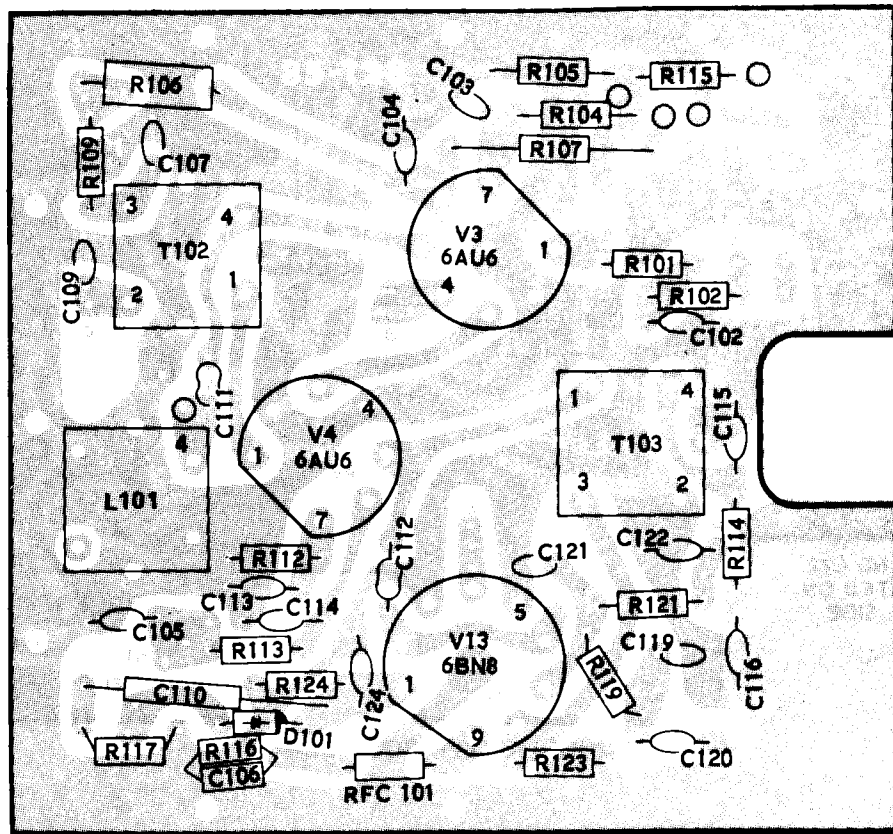 R106
C103
R105
R115
C104
R104
R109
C107
R107
3
4
T102
2
1
7
V3
6AU6
1
4
C109
R101
R102
C102
C111
4
L101
V4
6AU6
1
4
7
1
4
T103
3
2
C115
R112
C112
C121
C122
R114
C113
C114
C105
R113
V13
6BN8
5
1
9
R121
C119
C116
R119
C110
R124
C124
D101
R117
R116
C106
RFC 101
R123
C120